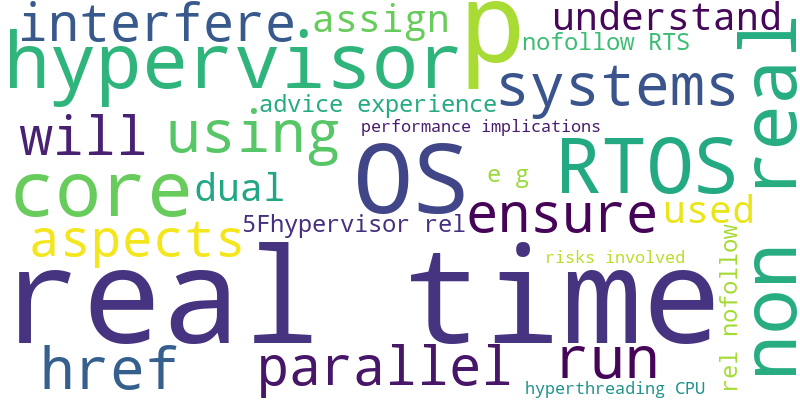 interfere
assign
p
understand
hypervisor
nofollow RTS
non real
systems
advice experience
will
using
performance implications
OS
RTOS
core
dual
e g
ensure
used
5Fhypervisor rel
aspects
real time
risks involved
rel nofollow
href
parallel
run
hyperthreading CPU